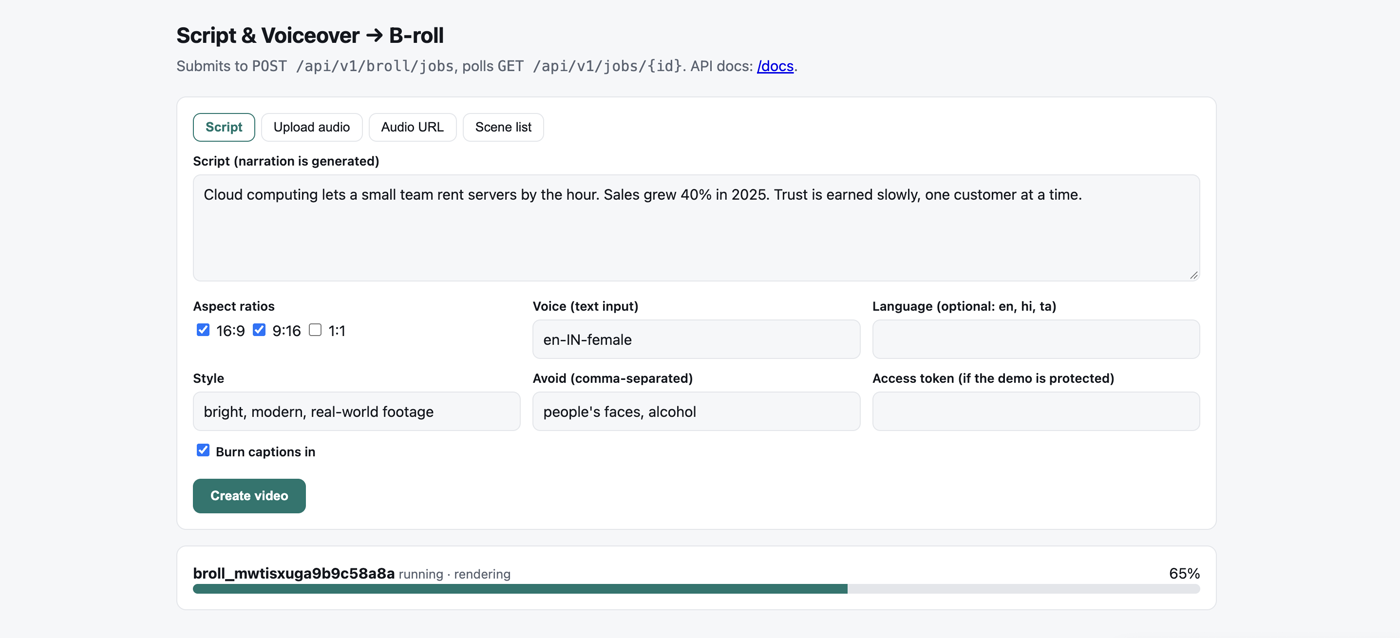 Script & Voiceover → B-roll
Submits to POST /api/v1/broll/jobs, polls GET /api/v1/jobs/{id}. API docs: /docs.
Script
Upload audio
Audio URL
Scene list
Script (narration is generated)
Cloud computing lets a small team rent servers by the hour. Sales grew 40% in 2025. Trust is earned slowly, one customer at a time.
Aspect ratios
16:9 9:16 1:1
Voice (text input)
en-IN-female
Language (optional: en, hi, ta)
Style
bright, modern, real-world footage
Avoid (comma-separated)
people's faces, alcohol
Access token (if the demo is protected)
Burn captions in
Create video
broll_mwtisxuga9b9c58a8a running · rendering
65%